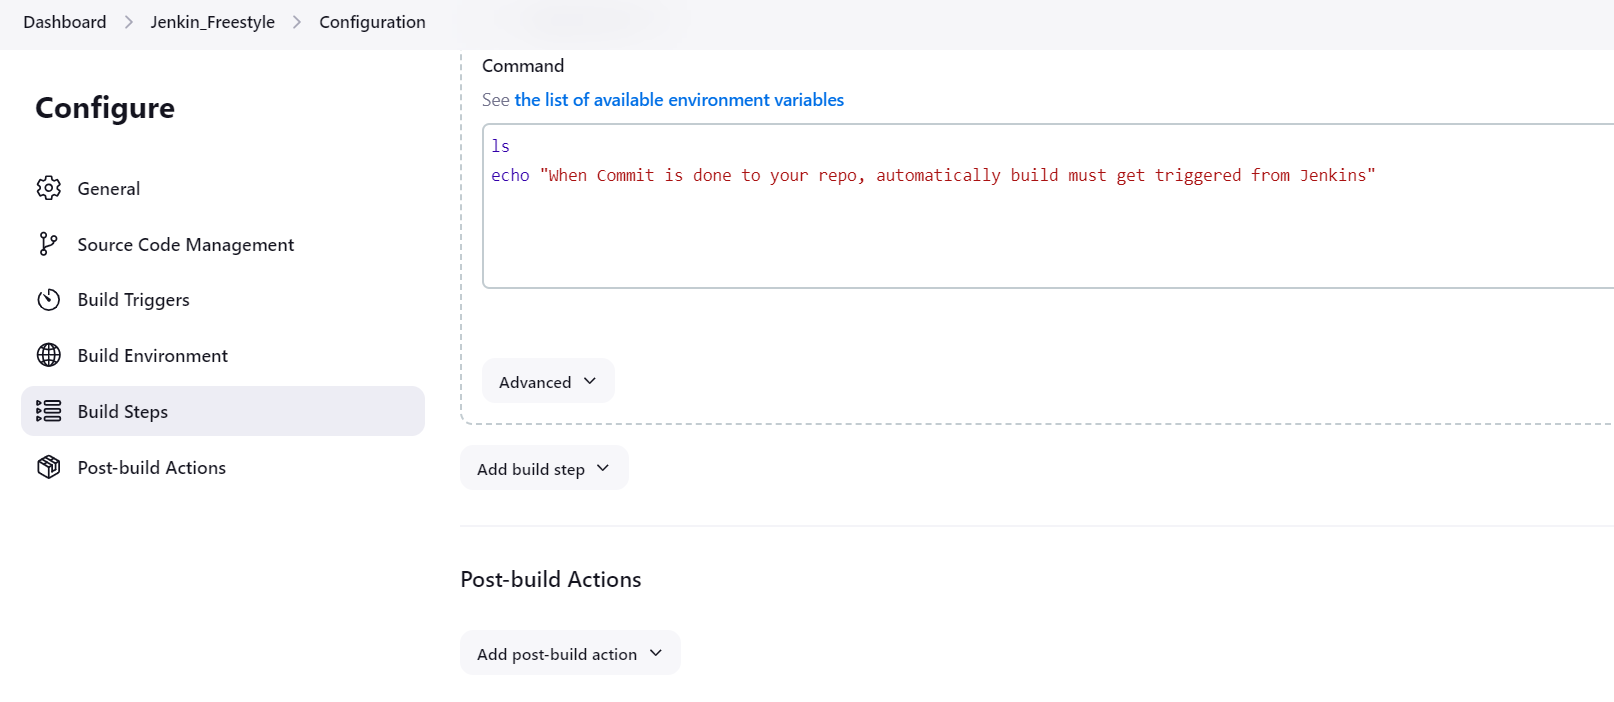 Dashboard > Jenkin_Freestyle > Configuration
Configure
General
Source Code Management
Build Triggers
Build Environment
Build Steps
Post-build Actions
Command
See the list of available environment variables
ls
echo "When Commit is done to your repo, automatically build must get triggered from Jenkins"
Advanced
Add build step
Post-build Actions
Add post-build action